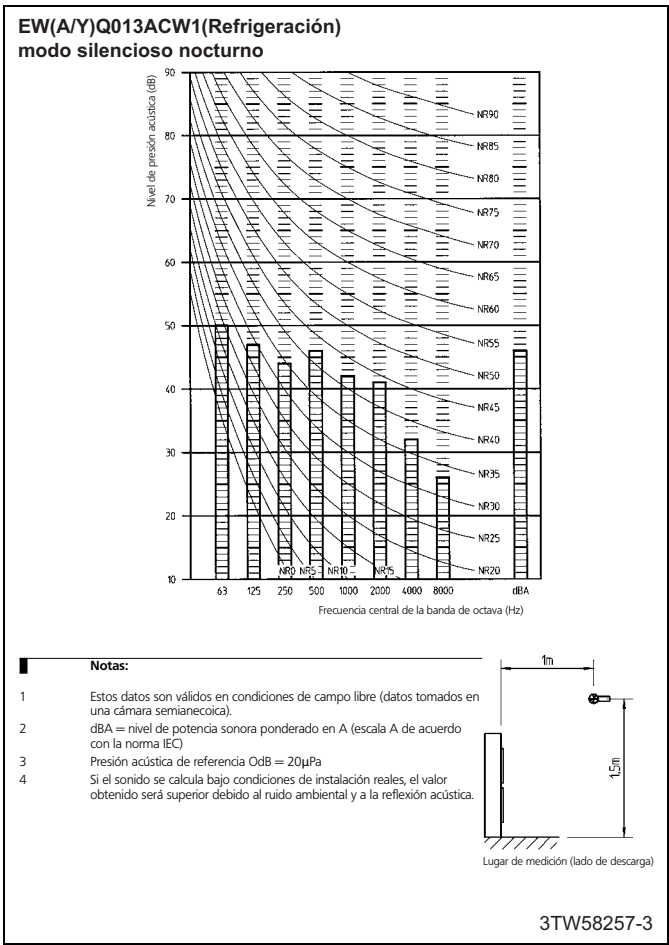 EW(A/Y)Q013ACW1(Refrigeración)
modo silencioso nocturno
Nivel de presión acústica (dB)
90
80
70
60
50
40
30
20
10
NR90
NR85
NR80
NR75
NR70
NR65
NR60
NR55
NR50
NR45
NR40
NR35
NR30
NR25
NR20
NR0 NR5 NR10 NR15
63 125 250 500 1000 2000 4000 8000 dBA
Frecuencia central de la banda de octava (Hz)
Notas:
1 Estos datos son válidos en condiciones de campo libre (datos tomados en
una cámara semianecoica).
2 dBA = nivel de potencia sonora ponderado en A (escala A de acuerdo
con la norma IEC)
3 Presión acústica de referencia OdB = 20µPa
4 Si el sonido se calcula bajo condiciones de instalación reales, el valor
obtenido será superior debido al ruido ambiental y a la reflexión acústica.
1m
1,5m
Lugar de medición (lado de descarga)
3TW58257-3